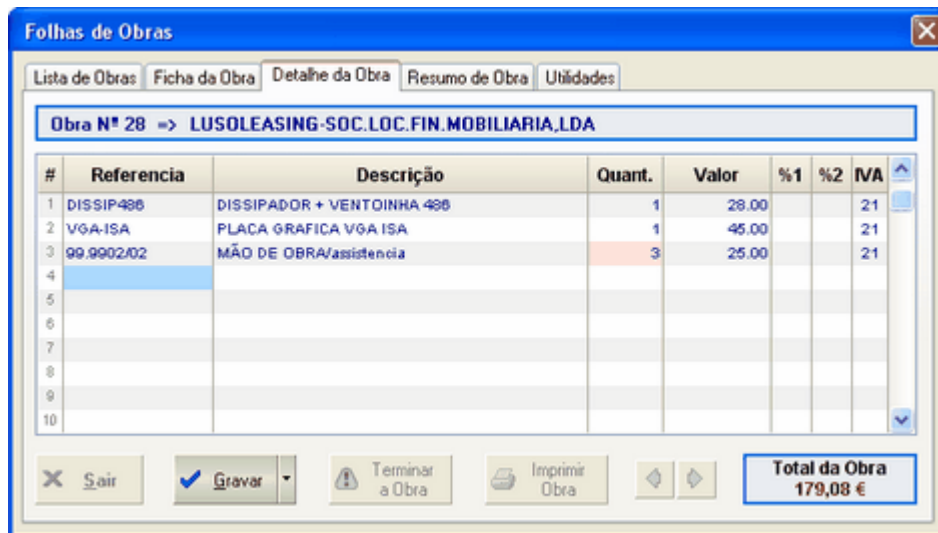 Folhas de Obras
Lista de Obras Ficha da Obra Detalhe da Obra Resumo de Obra Utilidades
Obra Nº 28 => LUSOLEASING-SOC.LOC.FIN.MOBILIARIA,LDA
# Referencia Descrição Quant. Valor %1 %2 IVA
1 DISSIP486 DISSIPADOR + VENTOINHA 486 1 28.00 21
2 VGA-ISA PLACA GRAFICA VGA ISA 1 45.00 21
3 99.9902/02 MÃO DE OBRA/assistencia 3 25.00 21
4
5
6
7
8
9
10
Sair Gravar Terminar a Obra Imprimir Obra Total da Obra
179,08 €